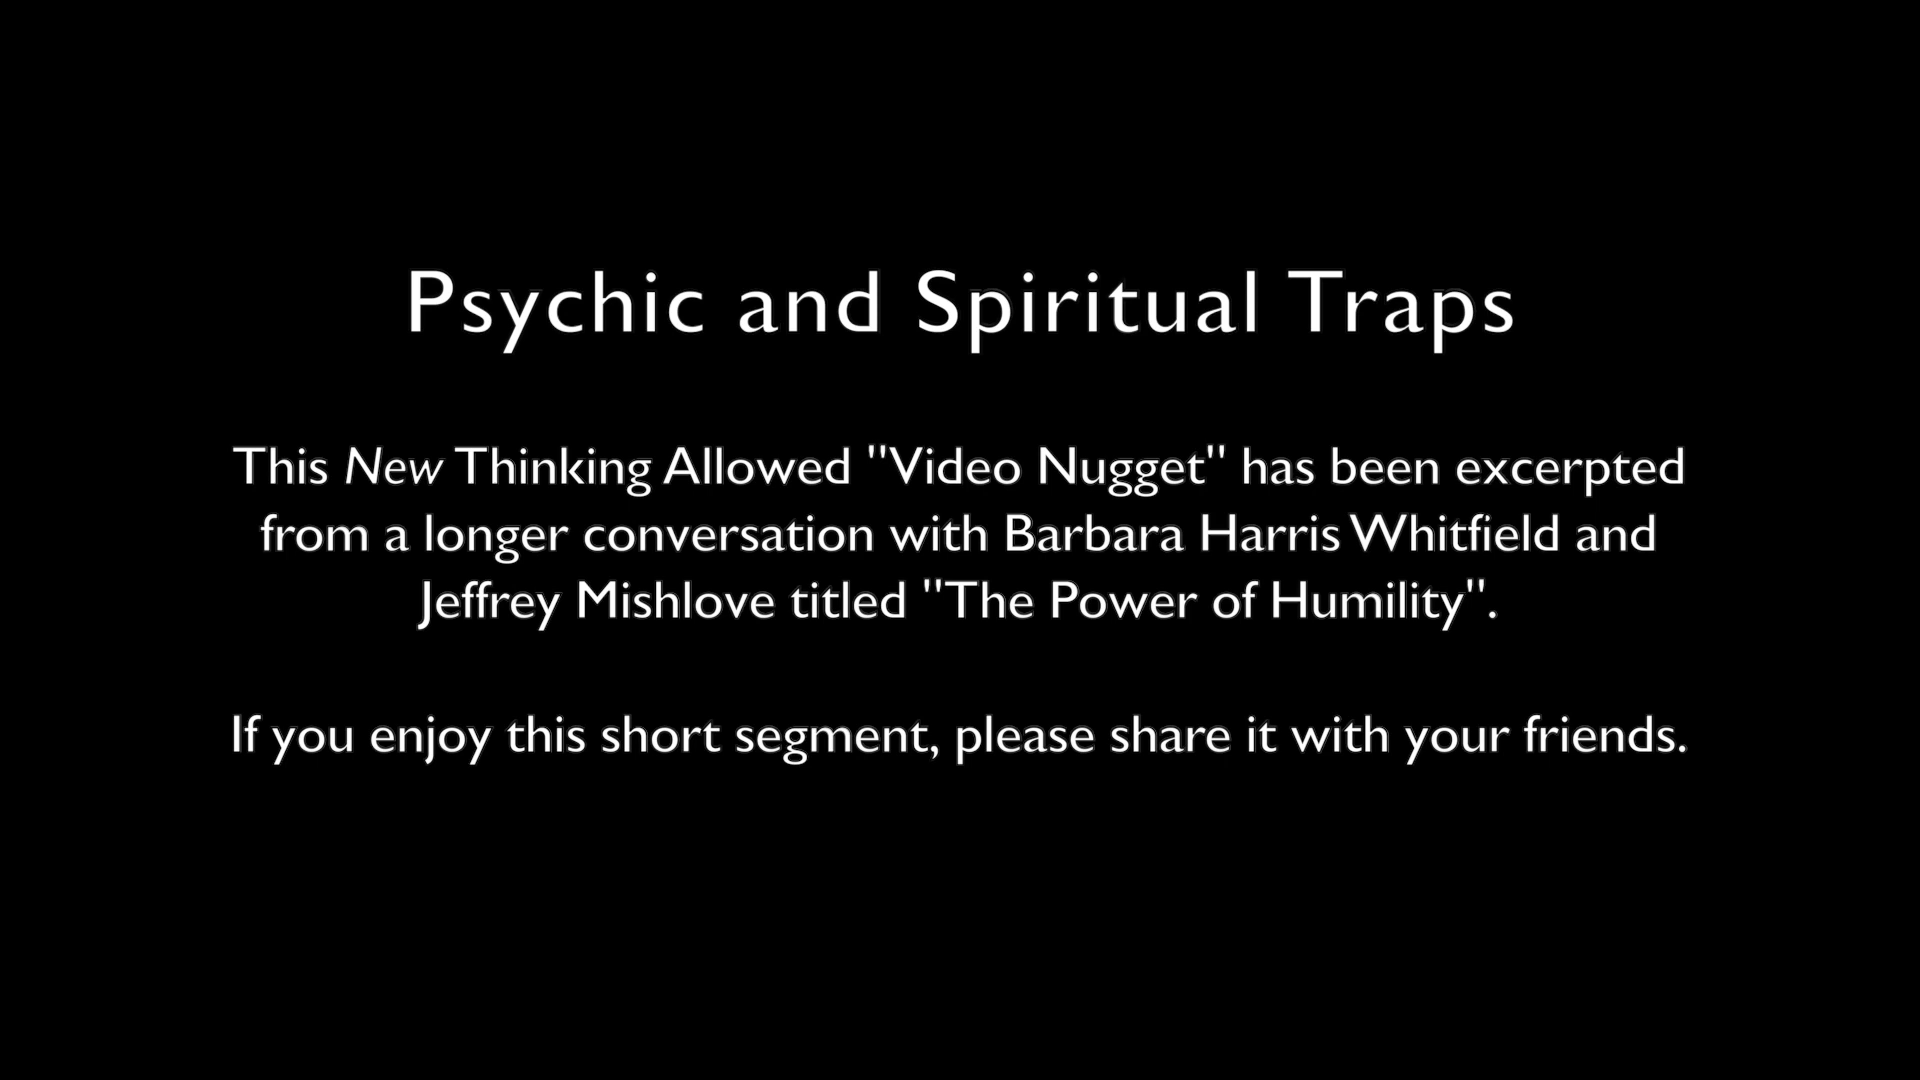 Psychic and Spiritual Traps
This New Thinking Allowed "Video Nugget" has been excerpted
from a longer conversation with Barbara Harris Whitfield and
Jeffrey Mishlove titled "The Power of Humility".
If you enjoy this short segment, please share it with your friends.